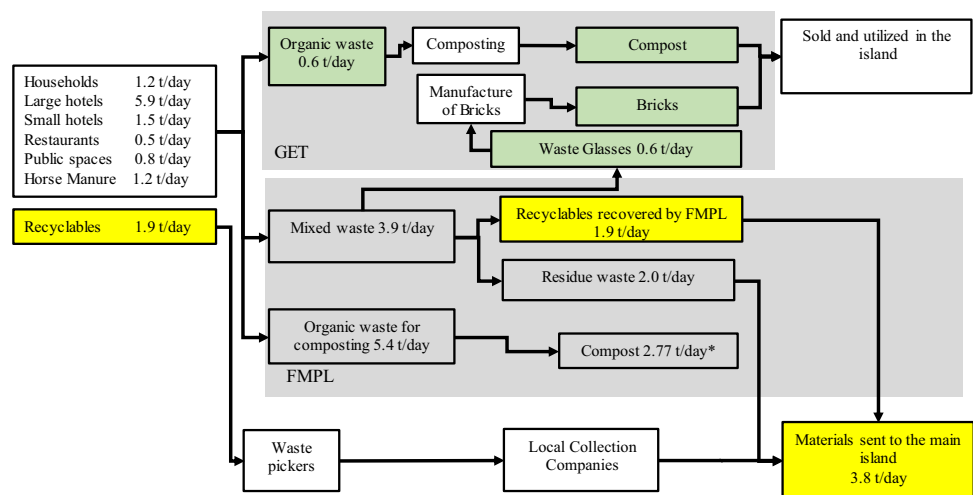 Organic waste
0.6 t/day
Composting
Compost
Sold and utilized in the
island
Households 1.2 t/day
Large hotels 5.9 t/day
Small hotels 1.5 t/day
Restaurants 0.5 t/day
Public spaces 0.8 t/day
Horse Manure 1.2 t/day
Manufacture
of Bricks
Bricks
GET
Waste Glasses 0.6 t/day
Recyclables 1.9 t/day
Mixed waste 3.9 t/day
Recyclables recovered by FMPL
1.9 t/day
Residue waste 2.0 t/day
Organic waste for
composting 5.4 t/day
Compost 2.77 t/day*
FMPL
Waste
pickers
Local Collection
Companies
Materials sent to the main
island
3.8 t/day